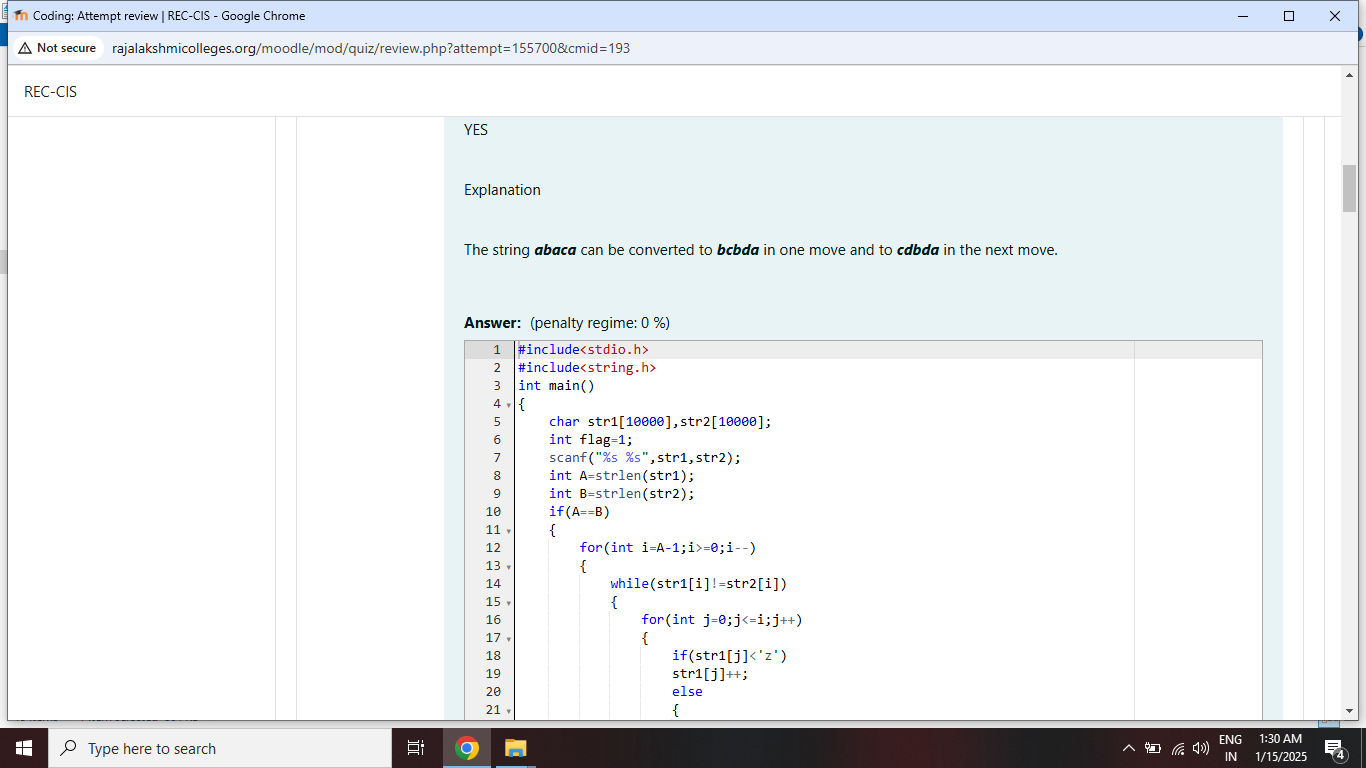 Coding: Attempt review | REC-CIS - Google Chrome
Not secure rajalakshmicolleges.org/moodle/mod/quiz/review.php?attempt=155700&cmid=193
REC-CIS
YES
Explanation
The string abaca can be converted to bcbda in one move and to cdbda in the next move.
Answer: (penalty regime: 0 %)
1 #include<stdio.h>
2 #include<string.h>
3 int main()
4 {
5 char str1[10000],str2[10000];
6 int flag=1;
7 scanf("%s %s",str1,str2);
8 int A=strlen(str1);
9 int B=strlen(str2);
10 if(A==B)
11 {
12 for(int i=A-1;i>=0;i--)
13 {
14 while(str1[i]!=str2[i])
15 {
16 for(int j=0;j<=i;j++)
17 {
18 if(str1[j]<'z')
19 str1[j]++;
20 else
21 {
Type here to search
ENG
IN
1:30 AM
1/15/2025
4